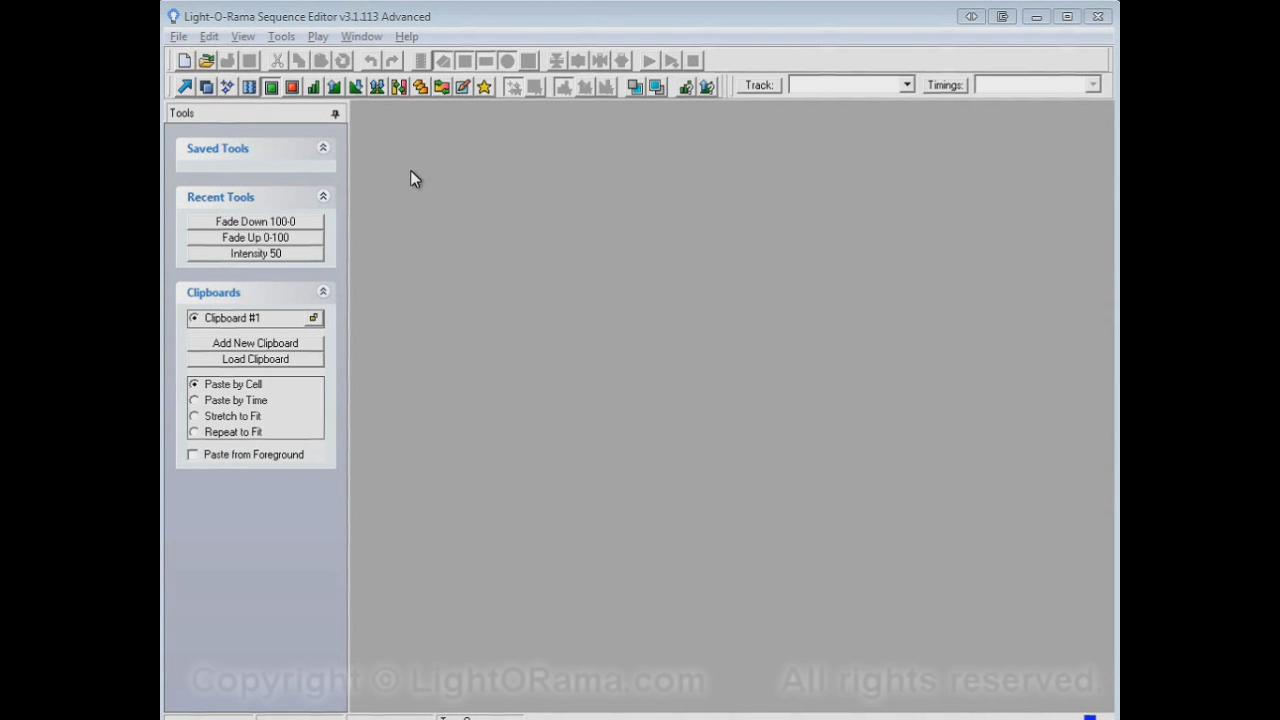 Light-O-Rama Sequence Editor v3.1.113 Advanced
File Edit View Tools Play Window Help
Track: Timings:
Tools
Saved Tools
Recent Tools
Fade Down 100-0
Fade Up 0-100
Intensity 50
Clipboards
Clipboard #1
Add New Clipboard
Load Clipboard
Paste by Cell
Paste by Time
Stretch to Fit
Repeat to Fit
Paste from Foreground
Copyright © LightORama.com All rights reserved.